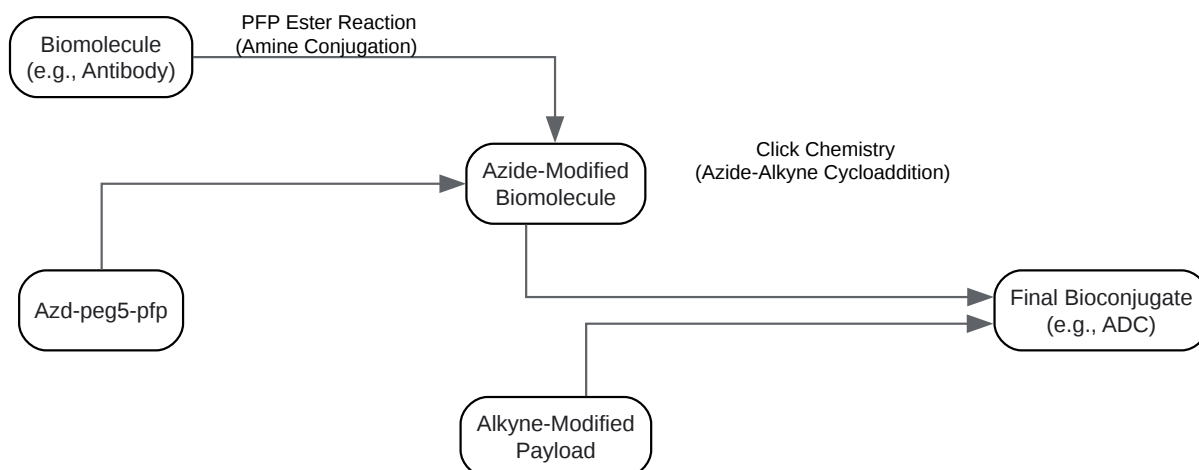 PFP Ester Reaction
(Amine Conjugation)
Biomolecule
(e.g., Antibody)
Azide-Modified
Biomolecule
Click Chemistry
(Azide-Alkyne Cycloaddition)
Azd-peg5-pfp
Final Bioconjugate
(e.g., ADC)
Alkyne-Modified
Payload